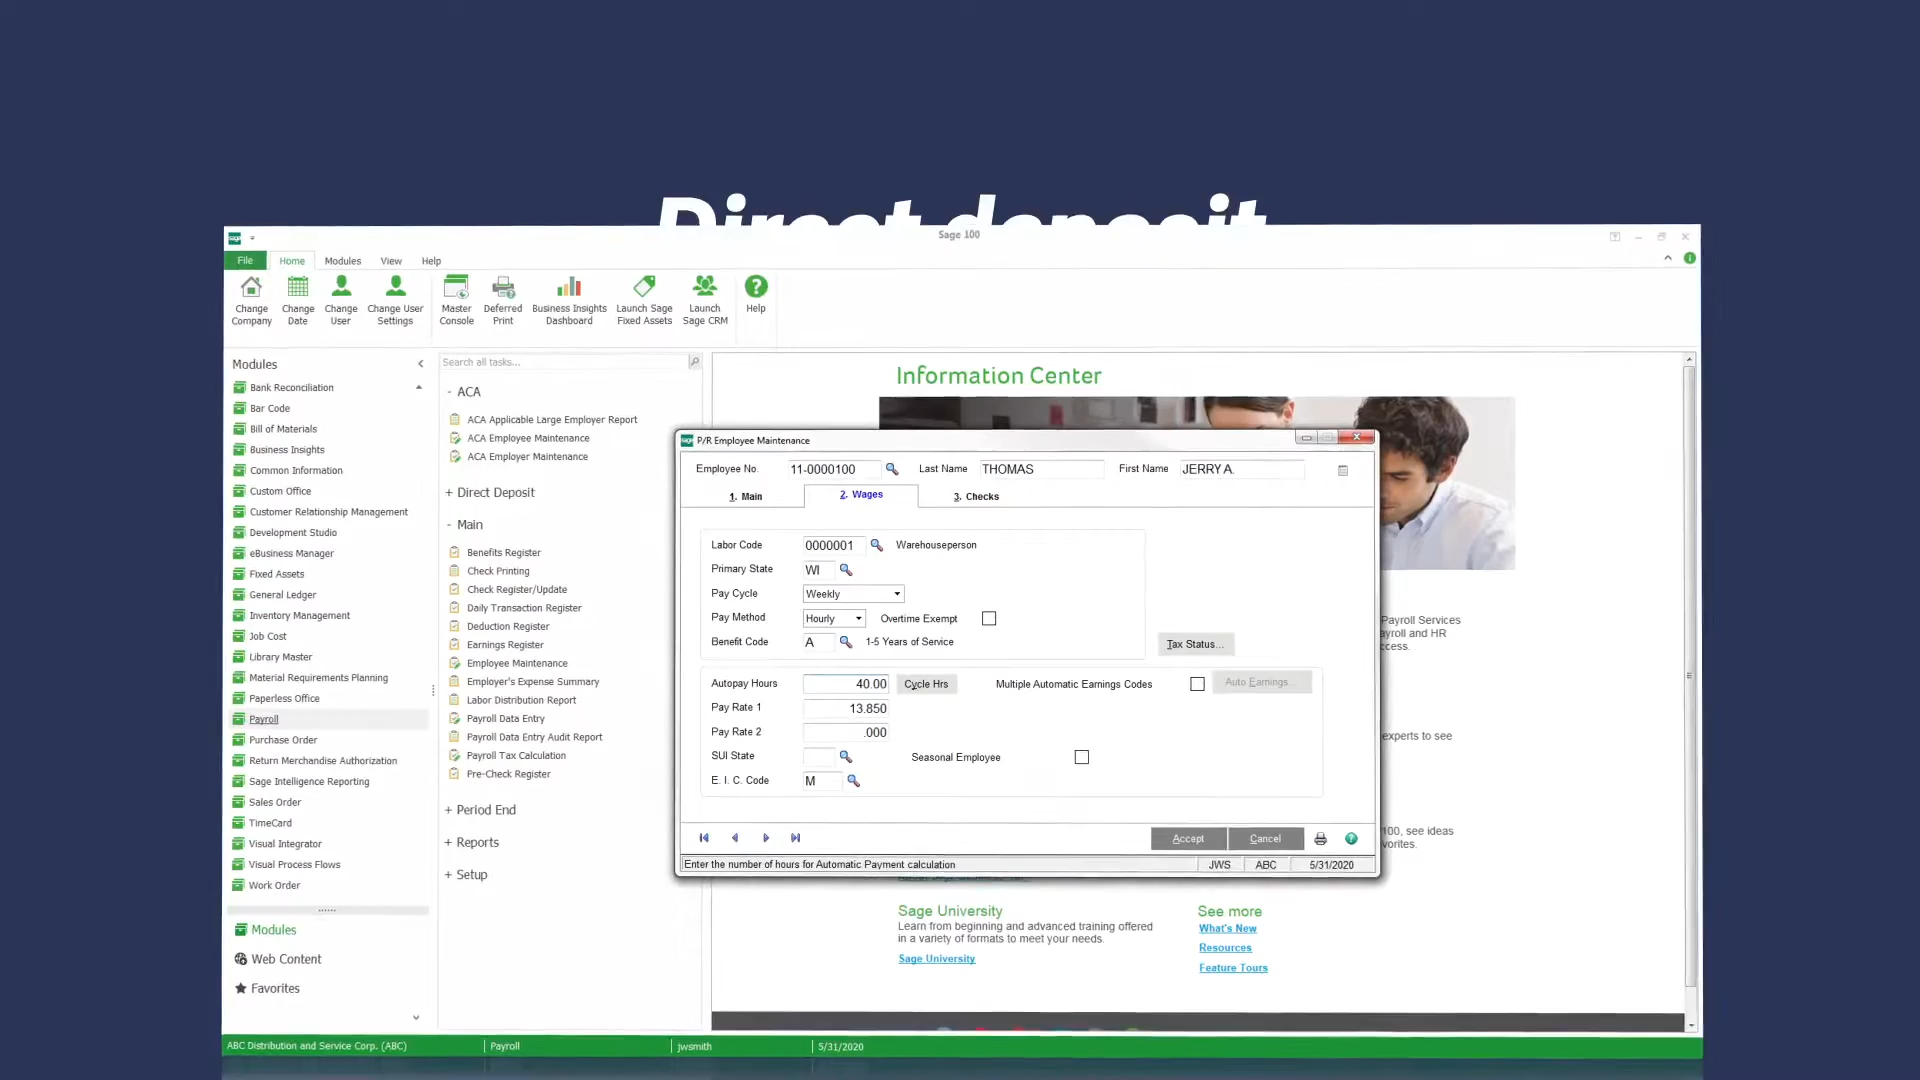 Direct deposit
sage
Sage 100
File Home Modules View Help
Change Company
Change Date
Change User
Change User Settings
Master Console
Deferred Print
Business Insights Dashboard
Launch Sage Fixed Assets
Launch Sage CRM
Help
Modules
Bank Reconciliation
Bar Code
Bill of Materials
Business Insights
Common Information
Custom Office
Customer Relationship Management
Development Studio
eBusiness Manager
Fixed Assets
General Ledger
Inventory Management
Job Cost
Library Master
Material Requirements Planning
Paperless Office
Payroll
Purchase Order
Return Merchandise Authorization
Sage Intelligence Reporting
Sales Order
TimeCard
Visual Integrator
Visual Process Flows
Work Order
Modules
Web Content
Favorites
Search all tasks...
- ACA
ACA Applicable Large Employer Report
ACA Employee Maintenance
ACA Employer Maintenance
+ Direct Deposit
- Main
Benefits Register
Check Printing
Check Register/Update
Daily Transaction Register
Deduction Register
Earnings Register
Employee Maintenance
Employer's Expense Summary
Labor Distribution Report
Payroll Data Entry
Payroll Data Entry Audit Report
Payroll Tax Calculation
Pre-Check Register
+ Period End
+ Reports
+ Setup
Information Center
sage P/R Employee Maintenance
Employee No. 11-0000100 Last Name THOMAS First Name JERRY A.
1. Main 2. Wages 3. Checks
Labor Code 0000001 Warehouseperson
Primary State WI
Pay Cycle Weekly
Pay Method Hourly Overtime Exempt
Benefit Code A 1-5 Years of Service
Tax Status...
Autopay Hours 40.00 Cycle Hrs Multiple Automatic Earnings Codes Auto Earnings...
Pay Rate 1 13.850
Pay Rate 2 .000
SUI State Seasonal Employee
E. I. C. Code M
Accept Cancel
Enter the number of hours for Automatic Payment calculation JWS ABC 5/31/2020
Payroll Services
ayroll and HR
cess.
experts to see
100, see ideas
vorites.
Sage University
Learn from beginning and advanced training offered
in a variety of formats to meet your needs.
Sage University
See more
What's New
Resources
Feature Tours
ABC Distribution and Service Corp. (ABC) Payroll jwsmith 5/31/2020